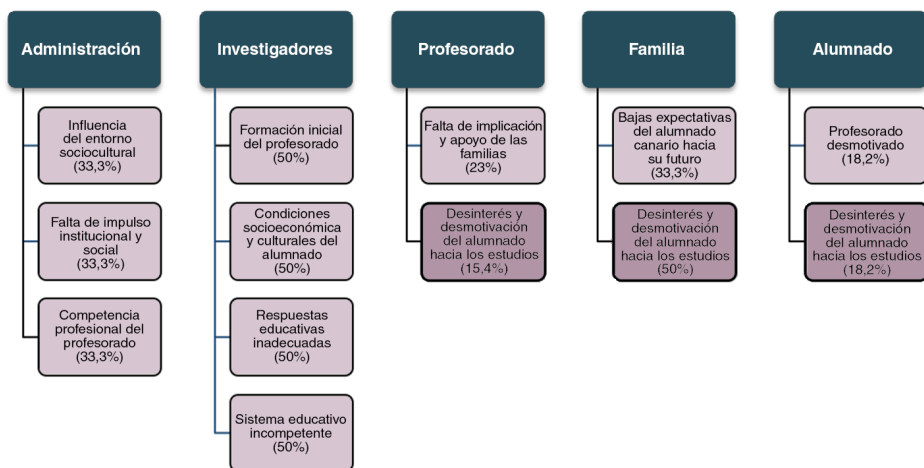 Administración
Influencia
del entorno
sociocultural
(33,3%)
Falta de impulso
institucional y
social
(33,3%)
Competencia
profesional del
profesorado
(33,3%)
Investigadores
Formación inicial
del profesorado
(50%)
Condiciones
socioeconómica
y culturales del
alumnado
(50%)
Respuestas
educativas
inadecuadas
(50%)
Sistema educativo
incompetente
(50%)
Profesorado
Falta de implicación
y apoyo de las
familias
(23%)
Desinterés y
desmotivación
del alumnado
hacia los estudios
(15,4%)
Familia
Bajas expectativas
del alumnado
canario hacia
su futuro
(33,3%)
Desinterés y
desmotivación
del alumnado
hacia los estudios
(50%)
Alumnado
Profesorado
desmotivado
(18,2%)
Desinterés y
desmotivación
del alumnado
hacia los estudios
(18,2%)